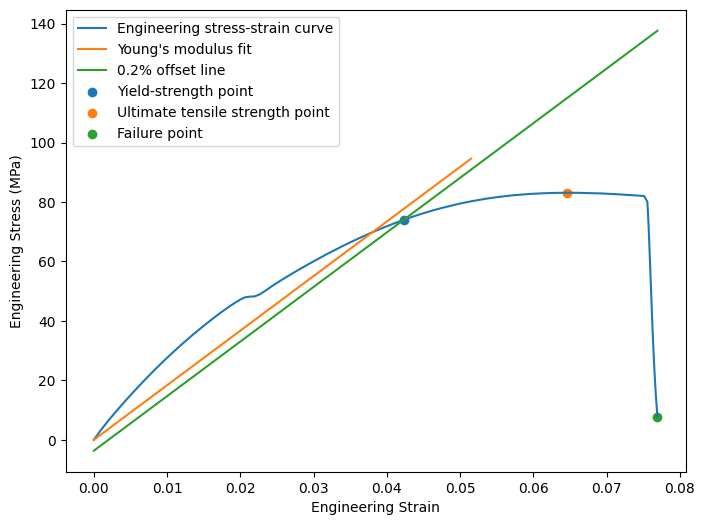 140
120
100
80
60
40
20
0
Engineering Stress (MPa)
Engineering stress-strain curve
Young's modulus fit
0.2% offset line
Yield-strength point
Ultimate tensile strength point
Failure point
0.00 0.01 0.02 0.03 0.04 0.05 0.06 0.07 0.08
Engineering Strain